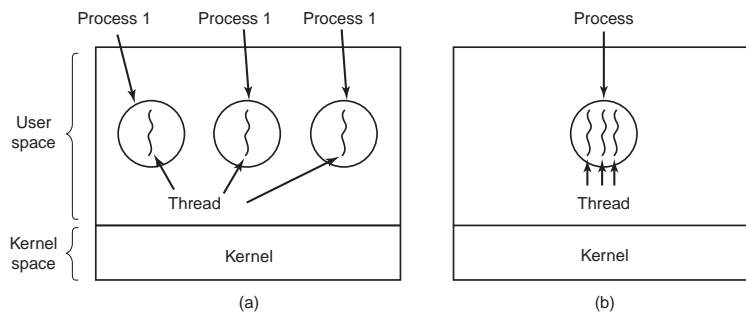 Process 1 Process 1 Process 1
Process
User
space
Thread
Thread
Kernel
space
Kernel
Kernel
(a)
(b)